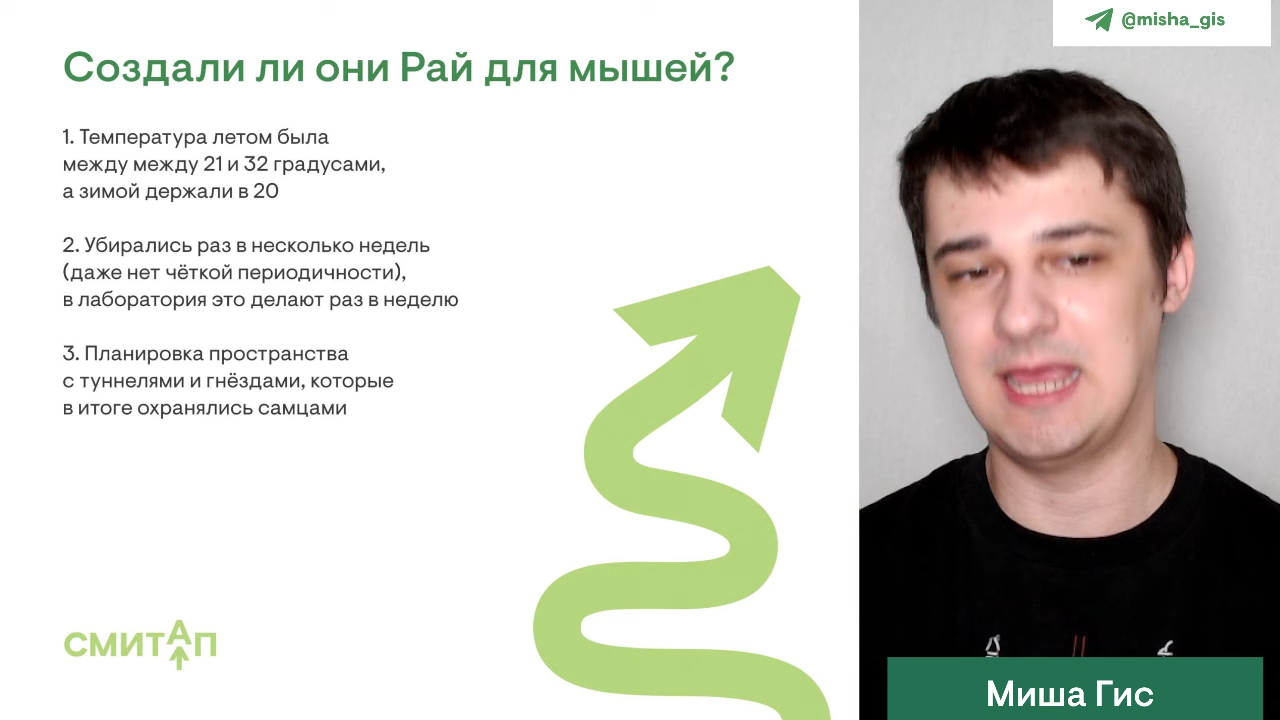 Создали ли они Рай для мышей?
1. Температура летом была
между между 21 и 32 градусами,
а зимой держали в 20
2. Убирались раз в несколько недель
(даже нет чёткой периодичности),
в лаборатория это делают раз в неделю
3. Планировка пространства
с туннелями и гнёздами, которые
в итоге охранялись самцами
СМИТАП
@misha_gis
Миша Гис